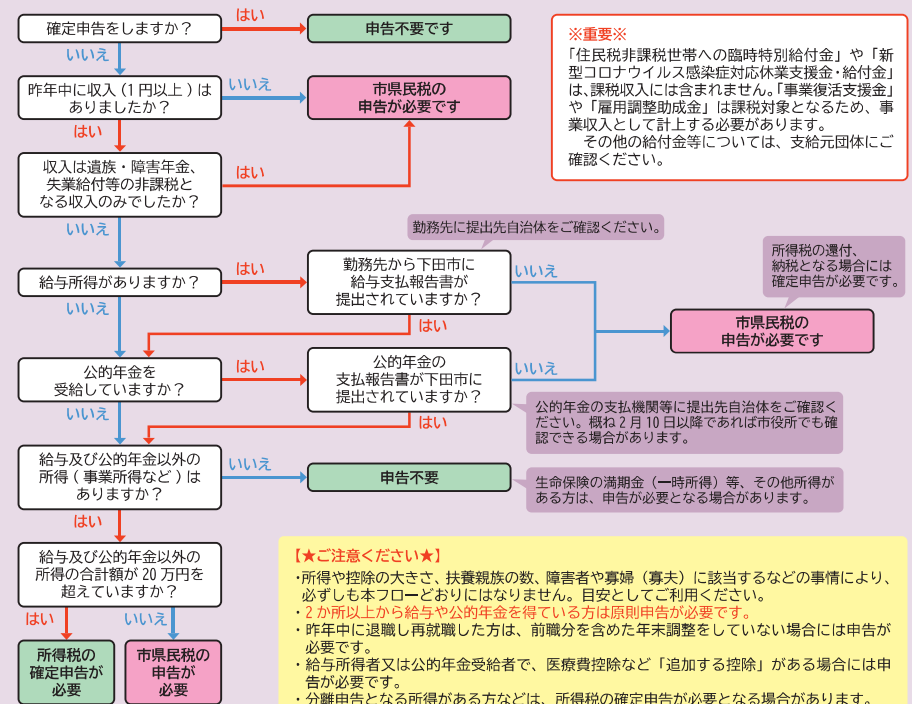 確定申告をしますか？
はい
申告不要です
いいえ
昨年中に収入（1円以上）は
ありましたか？
いいえ
市県民税の
申告が必要です
はい
収入は遺族・障害年金、
失業給付等の非課税と
なる収入のみでしたか？
はい
いいえ
※重要※
「住民税非課税世帯への臨時特別給付金」や「新
型コロナウイルス感染症対応休業支援金・給付金」
は、課税収入には含まれません。「事業復活支援金」
や「雇用調整助成金」は課税対象となるため、事
業収入として計上する必要があります。
　その他の給付金等については、支給元団体にご
確認ください。
給与所得がありますか？
はい
いいえ
勤務先に提出先自治体をご確認ください。
勤務先から下田市に
給与支払報告書が
提出されていますか？
いいえ
はい
所得税の還付、
納税となる場合には
確定申告が必要です。
市県民税の
申告が必要です
公的年金を
受給していますか？
はい
いいえ
公的年金の
支払報告書が下田市に
提出されていますか？
いいえ
はい
公的年金の支払機関等に提出先自治体をご確認く
ださい。概ね2月10日以降であれば市役所でも確
認できる場合があります。
給与及び公的年金以外の
所得（事業所得など）は
ありますか？
いいえ
申告不要
生命保険の満期金（一時所得）等、その他所得が
ある方は、申告が必要となる場合があります。
はい
給与及び公的年金以外の
所得の合計額が20万円を
超えていますか？
はい
いいえ
所得税の
確定申告が
必要
市県民税の
申告が
必要
【★ご注意ください★】
・所得や控除の大きさ、扶養親族の数、障害者や寡婦（寡夫）に該当するなどの事情により、
必ずしも本フローどおりにはなりません。目安としてご利用ください。
・2か所以上から給与や公的年金を得ている方は原則申告が必要です。
・昨年中に退職し再就職した方は、前職分を含めた年末調整をしていない場合には申告が
必要です。
・給与所得者又は公的年金受給者で、医療費控除など「追加する控除」がある場合には申
告が必要です。
・分離申告となる所得がある方などは、所得税の確定申告が必要となる場合があります。